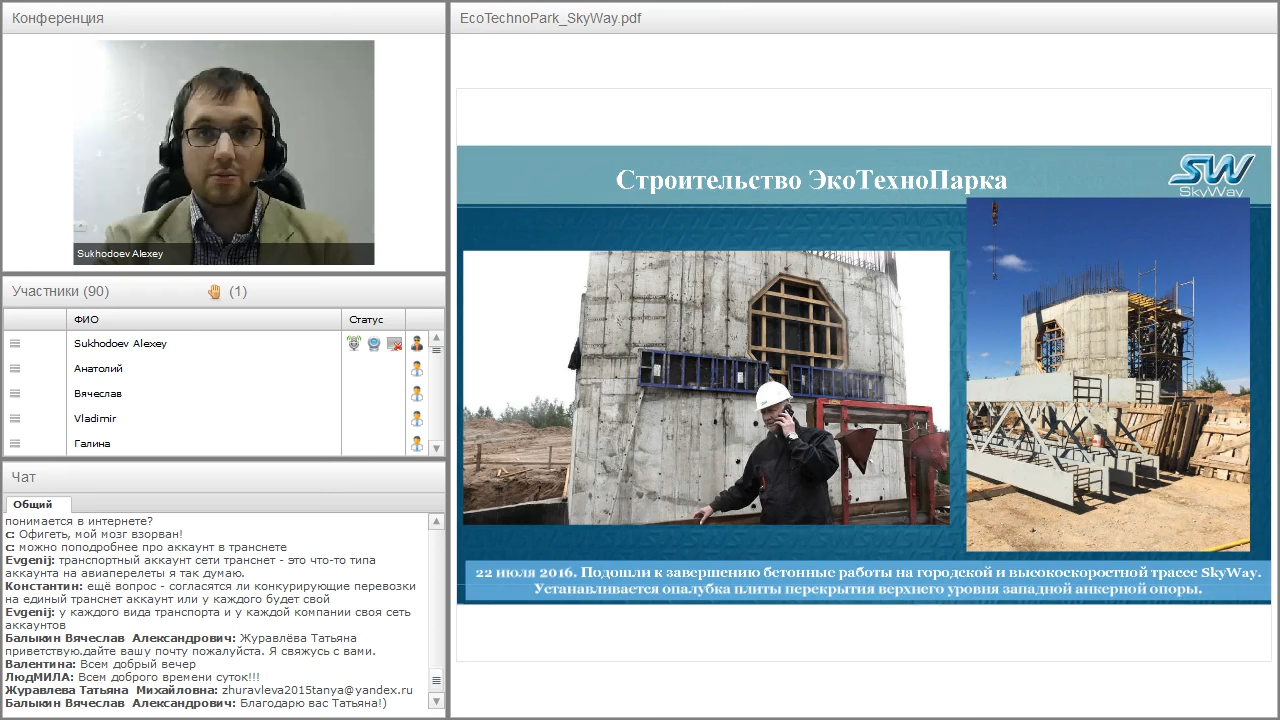 Конференция
Sukhodoev Alexey
Участники (90)
(1)
ФИО
Статус
Sukhodoev Alexey
Анатолий
Вячеслав
Vladimir
Галина
Чат
Общий
понимается в интернете?
с: Офигеть, мой мозг взорван!
с: можно поподробнее про аккаунт в транснете
Evgenij: транспортный аккаунт сети транснет - это что-то типа
аккаунта на авиаперелеты я так думаю.
Константин: ещё вопрос - согласятся ли конкурирующие перевозки
на единый транснет аккаунт или у каждого будет свой
Evgenij: у каждого вида транспорта и у каждой компании своя сеть
аккаунтов
Балыкин Вячеслав Александрович: Журавлёва Татьяна
приветствую.дайте вашу почту пожалуйста. Я свяжусь с вами.
Валентина: Всем добрый вечер
ЛюдМИЛА: Всем доброго времени суток!!!
Журавлева Татьяна Михайловна: zhuravleva2015tanya@yandex.ru
Балыкин Вячеслав Александрович: Благодарю вас Татьяна!)
EcoTechnoPark_SkyWay.pdf
Строительство ЭкоТехноПарка
SW
SkyWay
22 июля 2016. Подошли к завершению бетонные работы на городской и высокоскоростной трассе SkyWay.
Устанавливается опалубка плиты перекрытия верхнего уровня западной анкерной опоры.